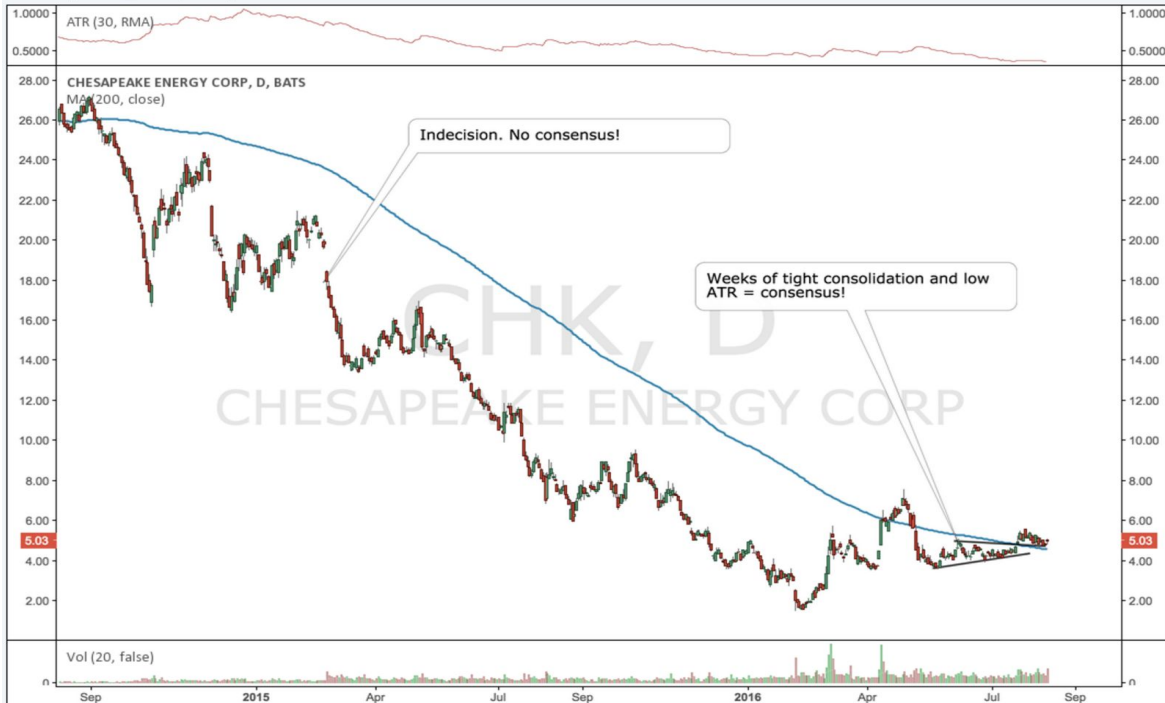 ATR (30, RMA)
1.0000 1.0000
0.5000 0.5000
CHESAPEAKE ENERGY CORP, D, BATS
MA (200, close)
28.00 28.00
26.00 26.00
Indecision. No consensus!
24.00 24.00
22.00 22.00
20.00 20.00
18.00 18.00
Weeks of tight consolidation and low
ATR = consensus!
16.00 16.00
CHK, D
14.00 14.00
CHESAPEAKE ENERGY CORP
12.00 12.00
10.00 10.00
8.00 8.00
6.00 6.00
5.03 5.03
4.00 4.00
2.00 2.00
Vol (20, false)
0 0
Sep 2015 Apr Jul Sep 2016 Apr Jul Sep